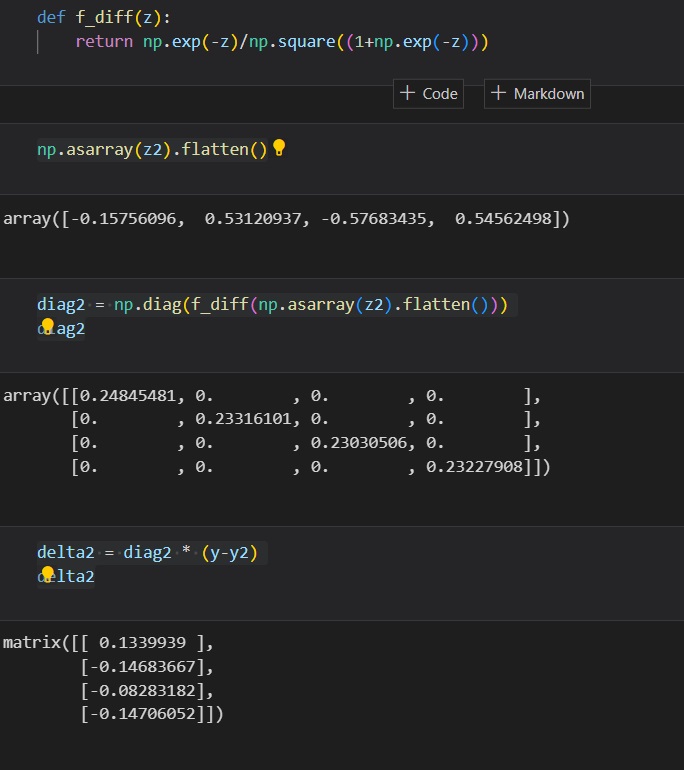 def f_diff(z):
    return np.exp(-z)/np.square((1+np.exp(-z)))
+ Code + Markdown
np.asarray(z2).flatten()
array([-0.15756096,  0.53120937, -0.57683435,  0.54562498])
diag2 = np.diag(f_diff(np.asarray(z2).flatten()))
diag2
array([[0.24845481, 0.        , 0.        , 0.        ],
       [0.        , 0.23316101, 0.        , 0.        ],
       [0.        , 0.        , 0.23030506, 0.        ],
       [0.        , 0.        , 0.        , 0.23227908]])
delta2 = diag2 * (y-y2)
delta2
matrix([[ 0.1339939 ],
        [-0.14683667],
        [-0.08283182],
        [-0.14706052]])